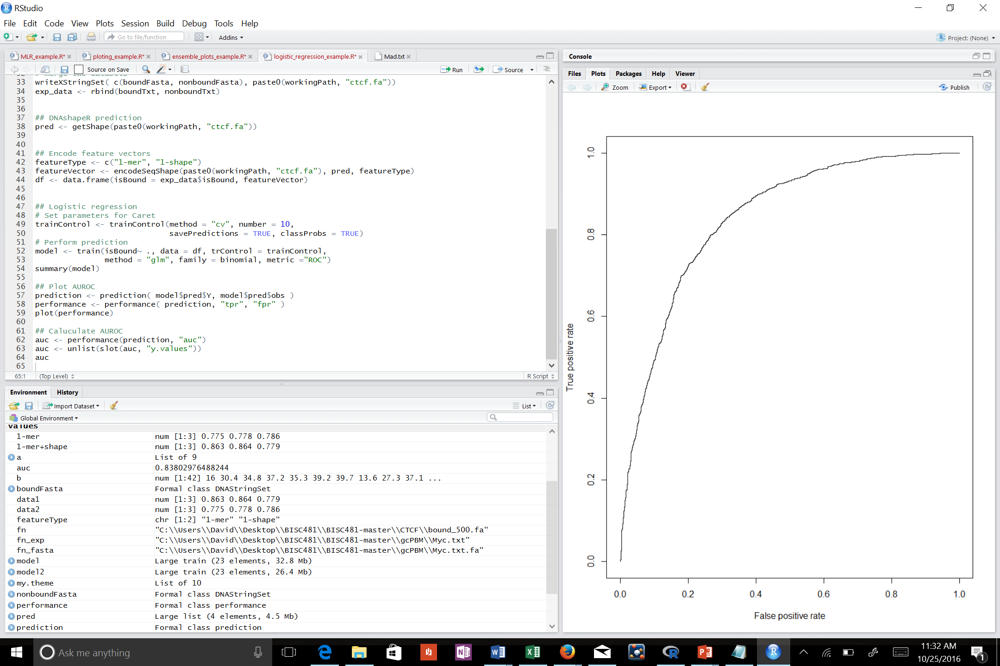 RStudio
File Edit Code View Plots Session Build Debug Tools Help
Go to file/function Addins Project: (None)
MLR_example.R* ploting_example.R* ensemble_plots_example.R* logistic_regression_example.R* Mad.txt
Source on Save Run Source
32 # merge two datasets
33 writeXStringSet( c(boundFasta, nonboundFasta), paste0(workingPath, "ctcf.fa"))
34 exp_data <- rbind(boundTxt, nonboundTxt)
35
36
37 ## DNAshapeR prediction
38 pred <- getShape(paste0(workingPath, "ctcf.fa"))
39
40
41 ## Encode feature vectors
42 featureType <- c("1-mer", "1-shape")
43 featureVector <- encodeSeqShape(paste0(workingPath, "ctcf.fa"), pred, featureType)
44 df <- data.frame(isBound = exp_data$isBound, featureVector)
45
46
47 ## Logistic regression
48 # Set parameters for Caret
49 trainControl <- trainControl(method = "cv", number = 10,
50 savePredictions = TRUE, classProbs = TRUE)
51 # Perform prediction
52 model <- train(isBound~ ., data = df, trControl = trainControl,
53 method = "glm", family = binomial, metric ="ROC")
54 summary(model)
55
56 ## Plot AUROC
57 prediction <- prediction( model$pred$Y, model$pred$obs )
58 performance <- performance( prediction, "tpr", "fpr" )
59 plot(performance)
60
61 ## Caluculate AUROC
62 auc <- performance(prediction, "auc")
63 auc <- unlist(slot(auc, "y.values"))
64 auc
65
65:1 (Top Level) R Script
Environment History
Import Dataset List
Global Environment
Values
1-mer num [1:3] 0.775 0.778 0.786
1-mer+shape num [1:3] 0.863 0.864 0.779
a List of 9
auc 0.83802976488244
b num [1:42] 16 30.4 34.8 37.2 35.3 39.2 39.7 13.6 27.3 37.1 ...
boundFasta Formal class DNAStringSet
data1 num [1:3] 0.863 0.864 0.779
data2 num [1:3] 0.775 0.778 0.786
featureType chr [1:2] "1-mer" "1-shape"
fn "C:\\Users\\David\\Desktop\\BISC481\\BISC481-master\\CTCF\\bound_500.fa"
fn_exp "C:\\Users\\David\\Desktop\\BISC481\\BISC481-master\\gcPBM\\Myc.txt"
fn_fasta "C:\\Users\\David\\Desktop\\BISC481\\BISC481-master\\gcPBM\\Myc.txt.fa"
model Large train (23 elements, 32.8 Mb)
model2 Large train (23 elements, 26.4 Mb)
my.theme List of 10
nonboundFasta Formal class DNAStringSet
performance Formal class performance
pred Large list (4 elements, 4.5 Mb)
prediction Formal class prediction
Console
Files Plots Packages Help Viewer
Zoom Export Publish
1.0
0.8
0.6
0.4
0.2
0.0
True positive rate
0.0 0.2 0.4 0.6 0.8 1.0
False positive rate
Ask me anything
11:32 AM
10/25/2016
1